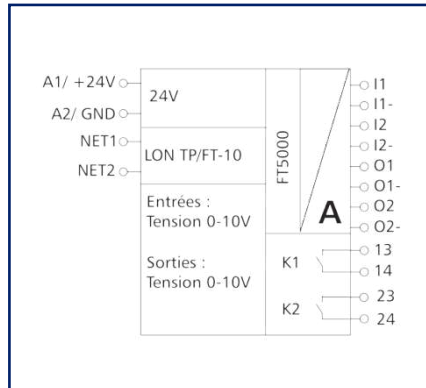 A1/ +24V
A2/ GND
NET1
NET2
24V
LON TP/FT-10
Entrées :
Tension 0-10V
Sorties :
Tension 0-10V
FT5000
A
K1
K2
I1
I1-
I2
I2-
O1
O1-
O2
O2-
13
14
23
24